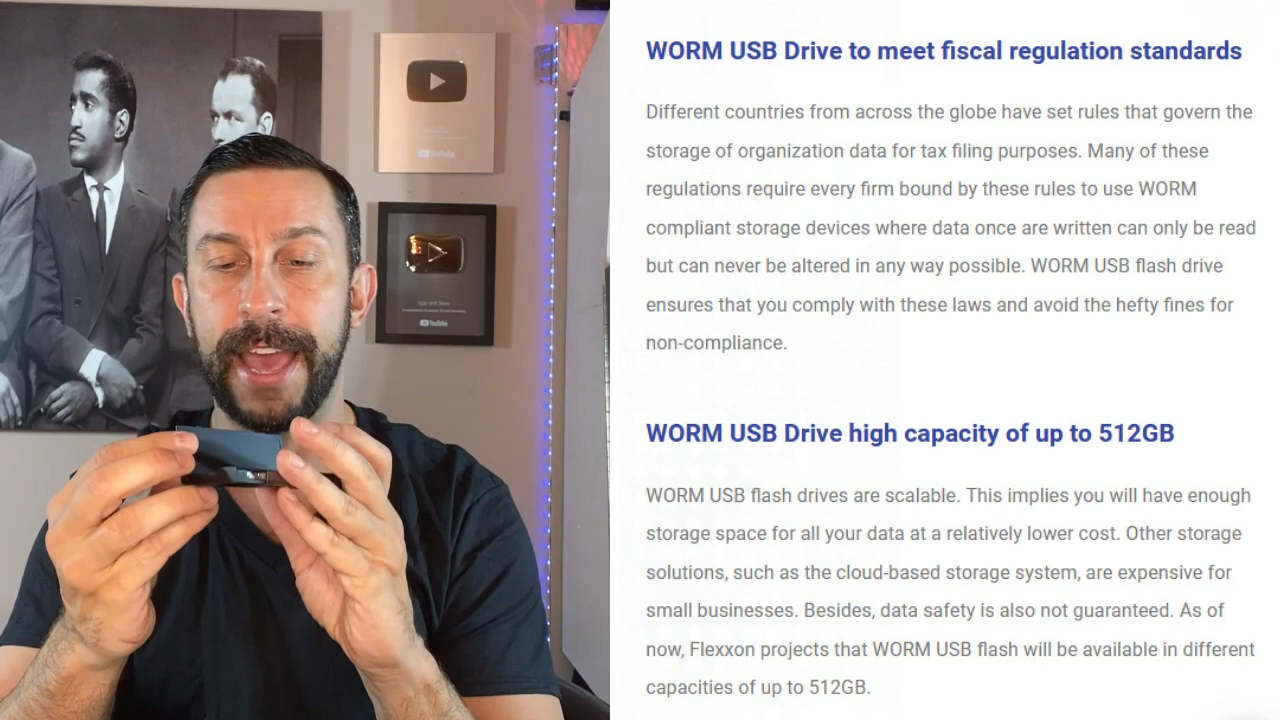 WORM USB Drive to meet fiscal regulation standards
Different countries from across the globe have set rules that govern the
storage of organization data for tax filing purposes. Many of these
regulations require every firm bound by these rules to use WORM
compliant storage devices where data once are written can only be read
but can never be altered in any way possible. WORM USB flash drive
ensures that you comply with these laws and avoid the hefty fines for
non-compliance.
WORM USB Drive high capacity of up to 512GB
WORM USB flash drives are scalable. This implies you will have enough
storage space for all your data at a relatively lower cost. Other storage
solutions, such as the cloud-based storage system, are expensive for
small businesses. Besides, data safety is also not guaranteed. As of
now, Flexxon projects that WORM USB flash will be available in different
capacities of up to 512GB.
YouTube
YouTube